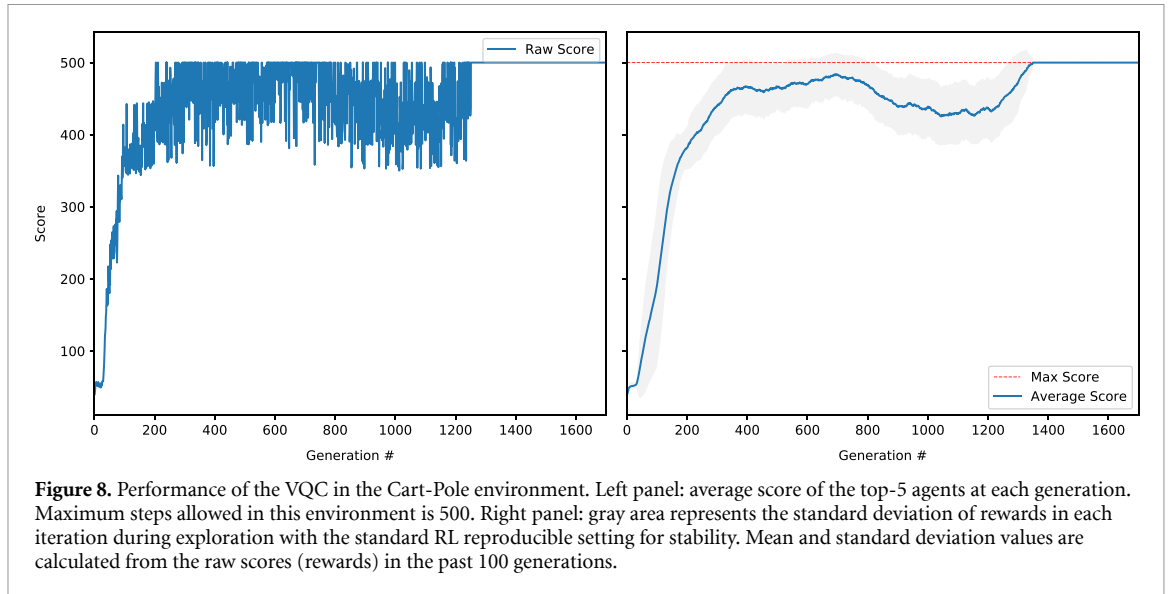 Raw Score
500
400
300
200
100
Score
0 200 400 600 800 1000 1200 1400 1600
Generation #
Max Score
Average Score
0 200 400 600 800 1000 1200 1400 1600
Generation #
Figure 8. Performance of the VQC in the Cart-Pole environment. Left panel: average score of the top-5 agents at each generation.
Maximum steps allowed in this environment is 500. Right panel: gray area represents the standard deviation of rewards in each
iteration during exploration with the standard RL reproducible setting for stability. Mean and standard deviation values are
calculated from the raw scores (rewards) in the past 100 generations.